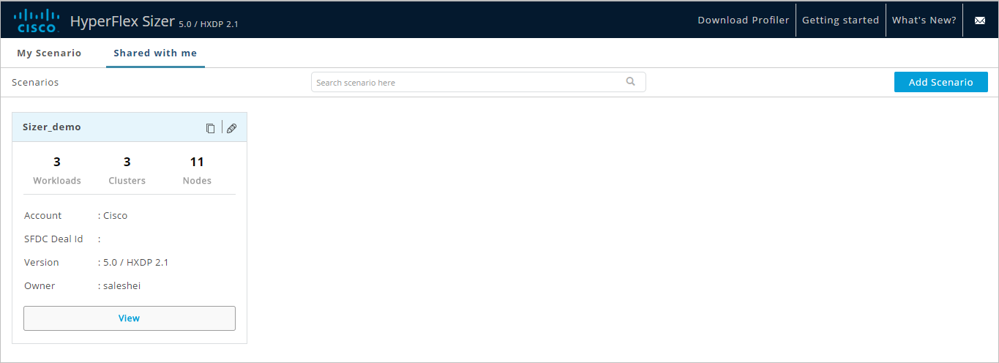 CISCO HyperFlex Sizer 5.0 / HXDP 2.1 Download Profiler Getting started What's New?
My Scenario Shared with me
Scenarios Search scenario here Add Scenario
Sizer_demo
3 3 11
Workloads Clusters Nodes
Account : Cisco
SFDC Deal Id :
Version : 5.0 / HXDP 2.1
Owner : saleshei
View